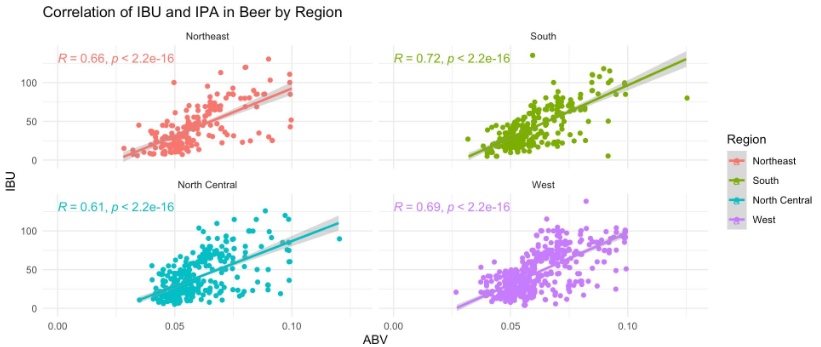 Correlation of IBU and IPA in Beer by Region
Northeast
South
R = 0.66, p < 2.2e-16
R = 0.72, p < 2.2e-16
100
50
0
North Central
West
R = 0.61, p < 2.2e-16
R = 0.69, p < 2.2e-16
100
50
0
IBU
0.00
0.05
0.10
0.00
0.05
0.10
ABV
Region
Northeast
South
North Central
West